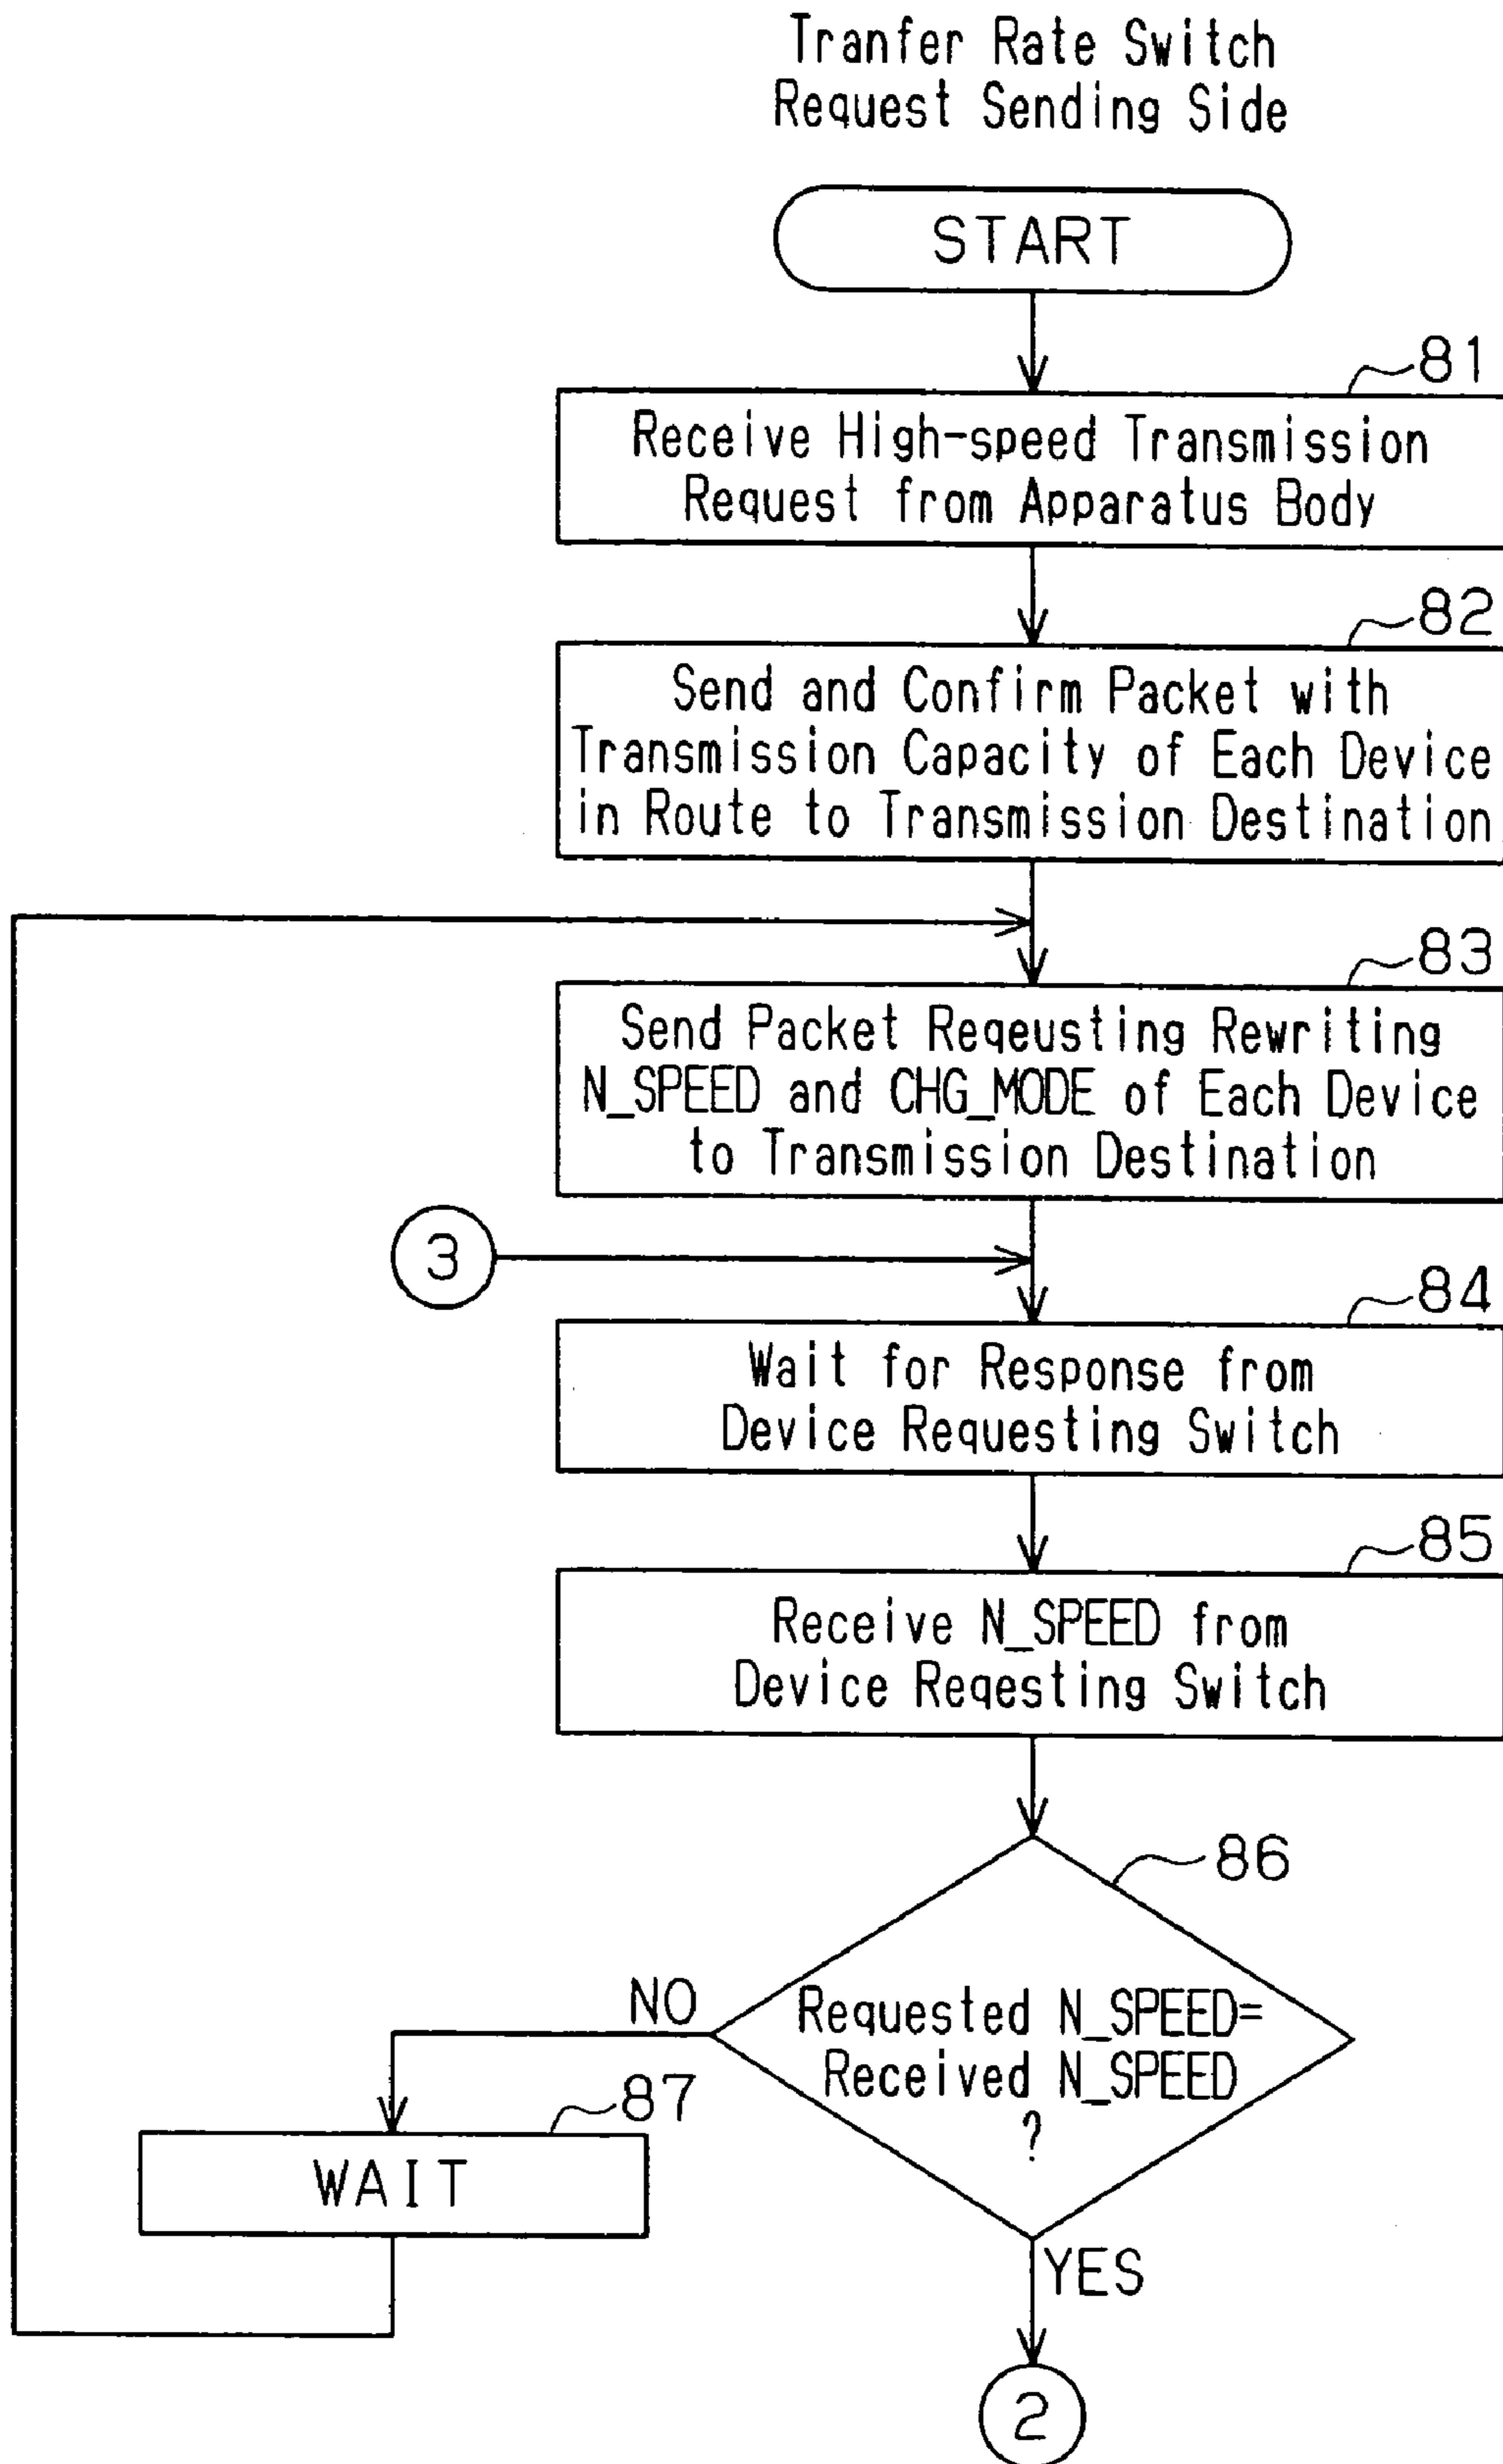 Tranfer Rate Switch
Request Sending Side
START
81
Receive High-speed Transmission
Request from Apparatus Body
82
Send and Confirm Packet with
Transmission Capacity of Each Device
in Route to Transmission Destination
83
Send Packet Reqeusting Rewriting
N_SPEED and CHG_MODE of Each Device
to Transmission Destination
3
84
Wait for Response from
Device Requesting Switch
85
Receive N_SPEED from
Device Reqesting Switch
86
Requested N_SPEED=
Received N_SPEED
?
NO
87
WAIT
YES
2